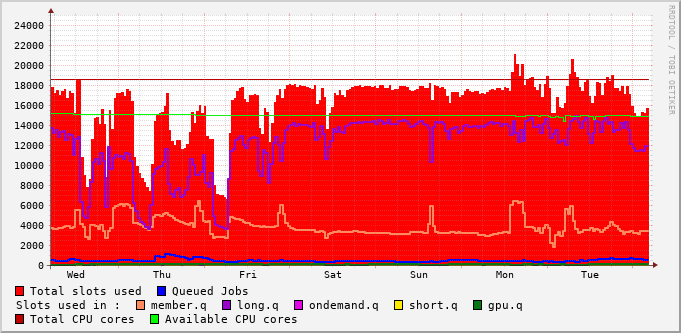 24000
22000
20000
18000
16000
14000
12000
10000
8000
6000
4000
2000
0
Wed Thu Fri Sat Sun Mon Tue
Total slots used Queued Jobs
Slots used in : member.q long.q ondemand.q short.q gpu.q
Total CPU cores Available CPU cores
RRDTOOL / TOBI OETIKER